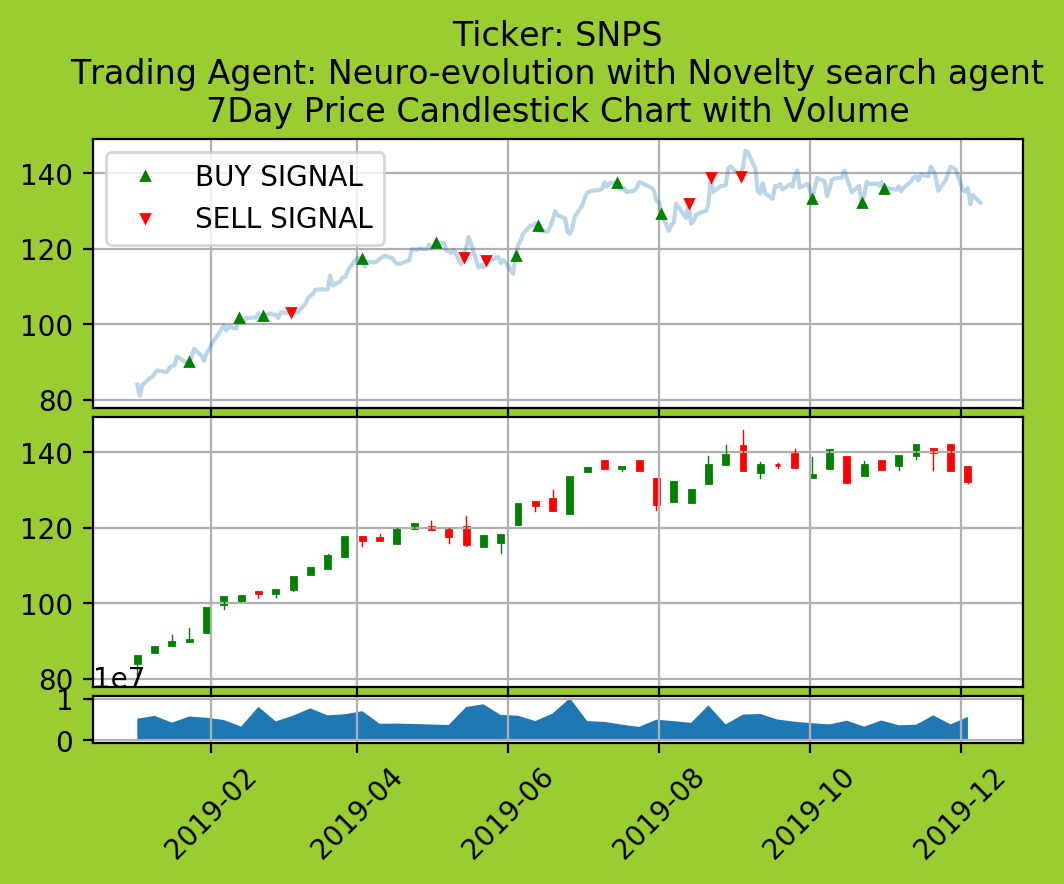 Ticker: SNPS
Trading Agent: Neuro-evolution with Novelty search agent
7Day Price Candlestick Chart with Volume
BUY SIGNAL
SELL SIGNAL
140
120
100
80
140
120
100
80
1e7
1
0
2019-02
2019-04
2019-06
2019-08
2019-10
2019-12